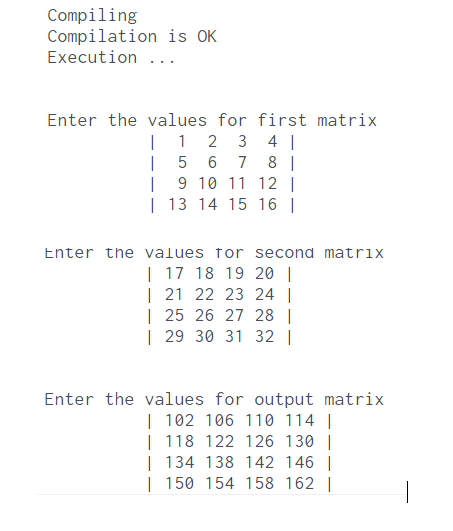 Compiling
Compilation is OK
Execution ...
Enter the values for first matrix
| 1 2 3 4 |
| 5 6 7 8 |
| 9 10 11 12 |
| 13 14 15 16 |
Enter the values for second matrix
| 17 18 19 20 |
| 21 22 23 24 |
| 25 26 27 28 |
| 29 30 31 32 |
Enter the values for output matrix
| 102 106 110 114 |
| 118 122 126 130 |
| 134 138 142 146 |
| 150 154 158 162 |